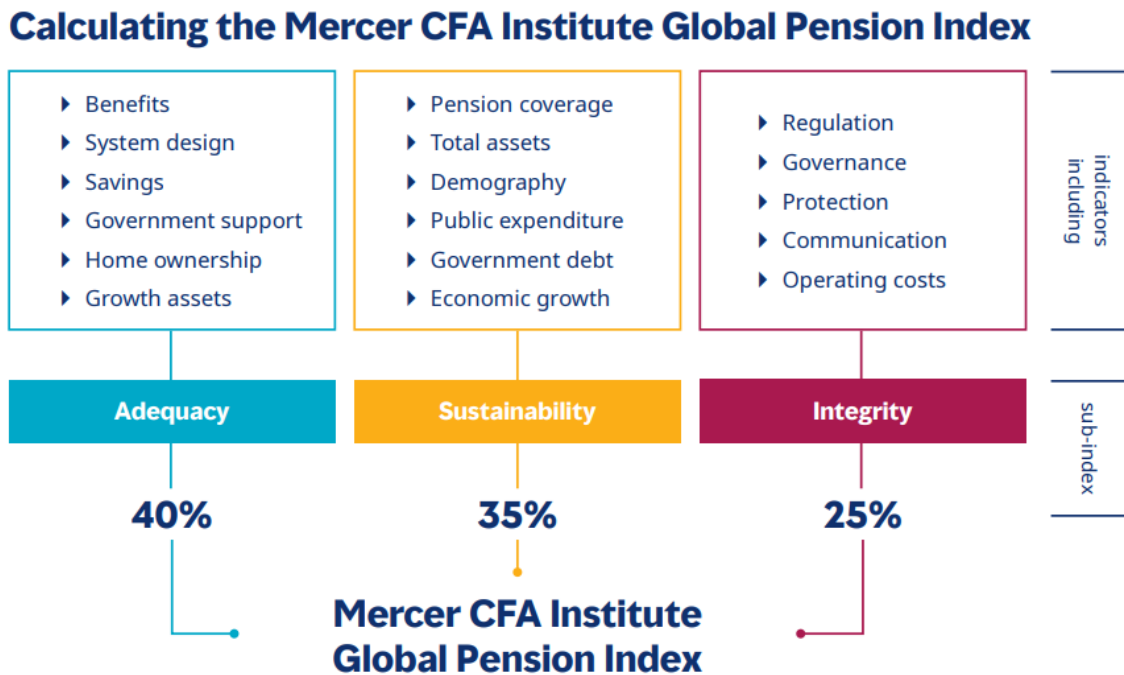 Calculating the Mercer CFA Institute Global Pension Index
Benefits
System design
Savings
Government support
Home ownership
Growth assets
Pension coverage
Total assets
Demography
Public expenditure
Government debt
Economic growth
Regulation
Governance
Protection
Communication
Operating costs
indicators
including
Adequacy
Sustainability
Integrity
sub-index
40%
35%
25%
Mercer CFA Institute
Global Pension Index